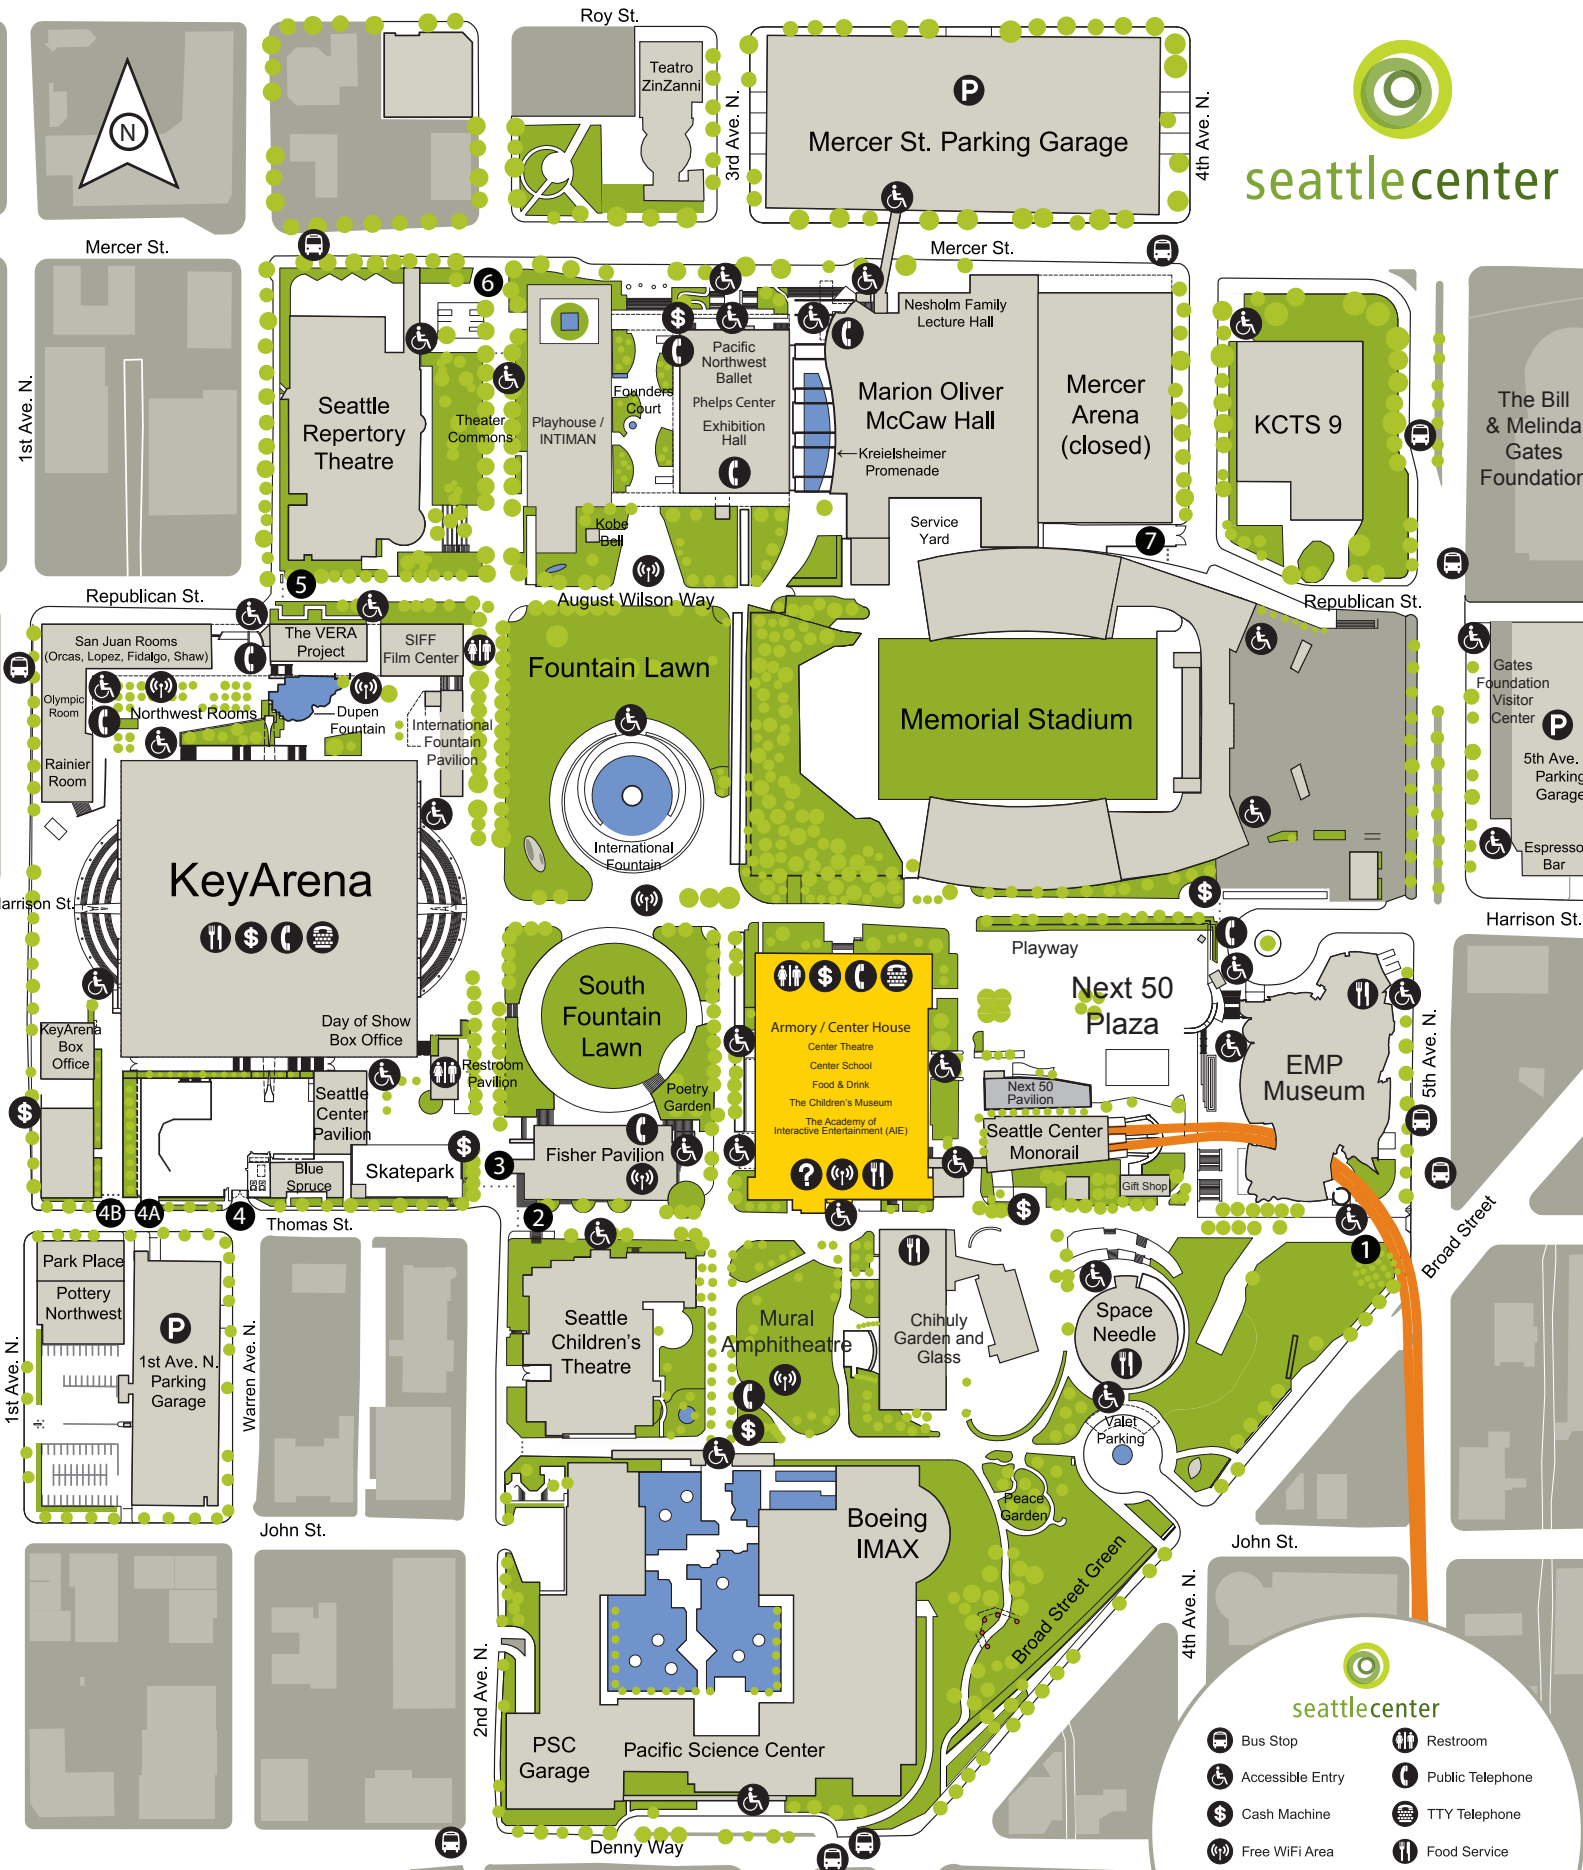 Roy St.
Teatro
ZinZanni
3rd Ave. N.
P
Mercer St. Parking Garage
4th Ave. N.
seattlecenter
N
Mercer St.
Mercer St.
6
1st Ave. N.
Seattle
Repertory
Theatre
Theater
Commons
Playhouse /
INTIMAN
Founders
Court
$
Pacific
Northwest
Ballet
Phelps Center
Exhibition
Hall
Nesholm Family
Lecture Hall
Marion Oliver
McCaw Hall
←Kreielsheimer
Promenade
Mercer
Arena
(closed)
KCTS 9
The Bill
& Melinda
Gates
Foundation
Kobe
Bell
Service
Yard
7
5
Republican St.
August Wilson Way
Republican St.
San Juan Rooms
(Orcas, Lopez, Fidalgo, Shaw)
The VERA
Project
SIFF
Film Center
Olympic
Room
Northwest Rooms
Dupen
Fountain
International
Fountain
Pavilion
Rainier
Room
Fountain Lawn
International
Fountain
Memorial Stadium
Gates
Foundation
Visitor
Center
P
5th Ave.
Parking
Garage
Espresso
Bar
KeyArena
$
Harrison St.
Harrison St.
Day of Show
Box Office
KeyArena
Box
Office
Restroom
Pavilion
Seattle
Center
Pavilion
$
$
Blue
Spruce
Skatepark
South
Fountain
Lawn
Poetry
Garden
Fisher Pavilion
3
2
$
Armory / Center House
Center Theatre
Center School
Food & Drink
The Children's Museum
The Academy of
Interactive Entertainment (AIE)
?
$
Playway
Next 50
Plaza
Next 50
Pavilion
Seattle Center
Monorail
Gift Shop
$
EMP
Museum
5th Ave. N.
Broad Street
1
4B
4A
4
Thomas St.
Park Place
Pottery
Northwest
P
1st Ave. N.
Parking
Garage
1st Ave. N.
Warren Ave. N.
Seattle
Children's
Theatre
Mural
Amphitheatre
$
Chihuly
Garden and
Glass
Space
Needle
Valet
Parking
John St.
John St.
Boeing
IMAX
Peace
Garden
Broad Street Green
4th Ave. N.
2nd Ave. N.
PSC
Garage
Pacific Science Center
Denny Way
seattlecenter
Bus Stop
Restroom
Accessible Entry
Public Telephone
$
Cash Machine
TTY Telephone
Free WiFi Area
Food Service